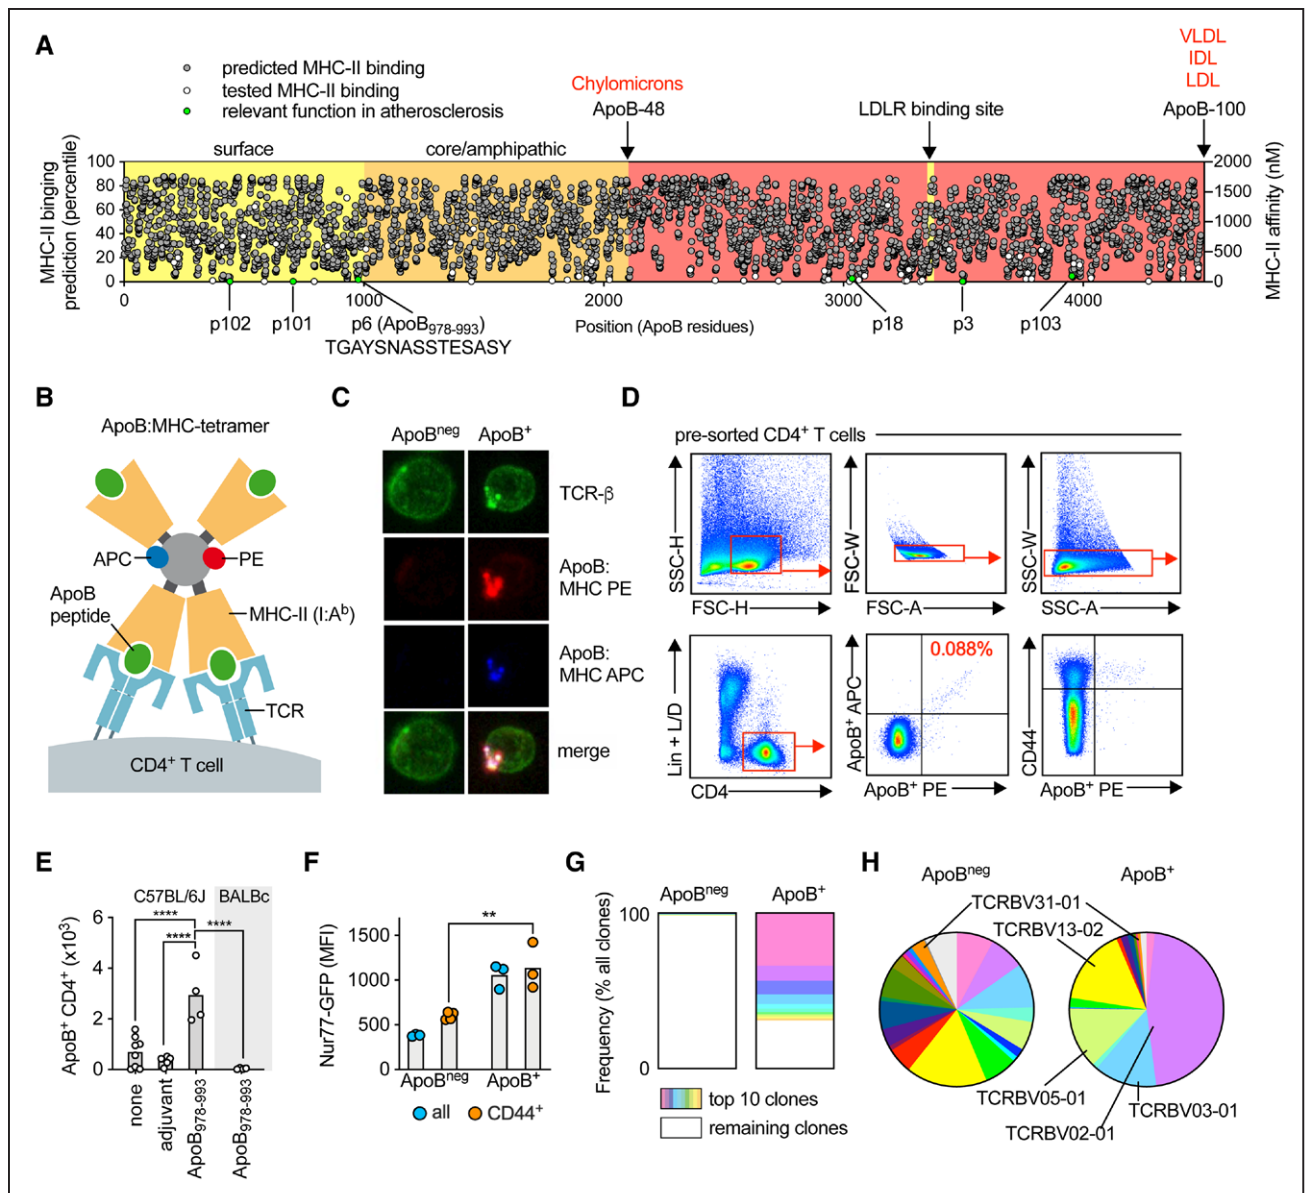 A
predicted MHC-II binding
tested MHC-II binding
relevant function in atherosclerosis
Chylomicrons
ApoB-48
LDLR binding site
VLDL
IDL
LDL
ApoB-100
surface
core/amphipathic
MHC-II binging
prediction (percentile)
100
80
60
40
20
0
2000
1500
1000
500
0
MHC-II affinity (nM)
0
1000
2000
3000
4000
p102
p101
p6 (ApoB978-993)
TGAYSNASSTESASY
Position (ApoB residues)
p18
p3
p103
B
ApoB:MHC-tetramer
APC
PE
ApoB
peptide
MHC-II (I:Ab)
TCR
CD4+ T cell
C
ApoBneg
ApoB+
TCR-β
ApoB:
MHC PE
ApoB:
MHC APC
merge
D
pre-sorted CD4+ T cells
SSC-H
FSC-H
FSC-W
FSC-A
SSC-W
SSC-A
Lin + L/D
CD4
ApoB+ APC
0.088%
ApoB+ PE
CD44
ApoB+ PE
E
C57BL/6J
BALBc
****
****
****
ApoB+ CD4+ (x103)
6
4
2
0
none
adjuvant
ApoB978-993
ApoB978-993
F
**
Nur77-GFP (MFI)
1500
1000
500
0
ApoBneg
ApoB+
all
CD44+
G
ApoBneg
ApoB+
Frequency (% all clones)
100
0
top 10 clones
remaining clones
H
ApoBneg
ApoB+
TCRBV31-01
TCRBV13-02
TCRBV05-01
TCRBV03-01
TCRBV02-01